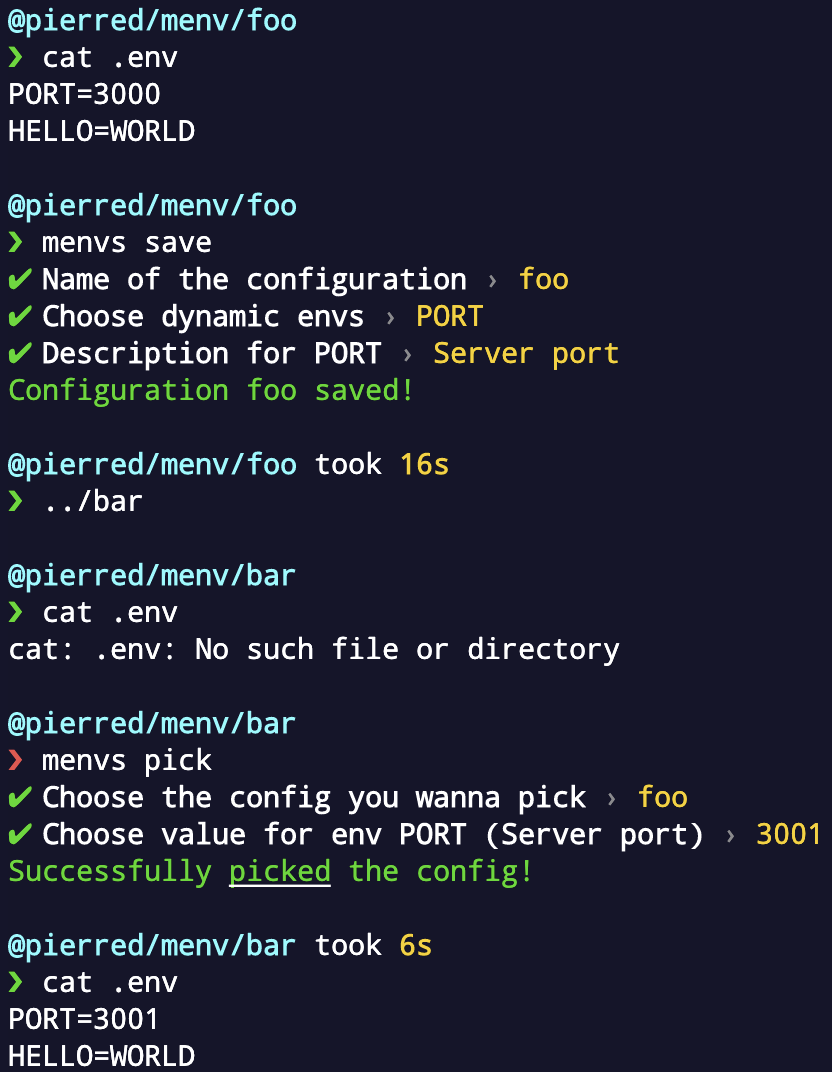 @pierred/menv/foo
❯ cat .env
PORT=3000
HELLO=WORLD
@pierred/menv/foo
❯ menvs save
✔ Name of the configuration › foo
✔ Choose dynamic envs › PORT
✔ Description for PORT › Server port
Configuration foo saved!
@pierred/menv/foo took 16s
❯ ../bar
@pierred/menv/bar
❯ cat .env
cat: .env: No such file or directory
@pierred/menv/bar
❯ menvs pick
✔ Choose the config you wanna pick › foo
✔ Choose value for env PORT (Server port) › 3001
Successfully picked the config!
@pierred/menv/bar took 6s
❯ cat .env
PORT=3001
HELLO=WORLD